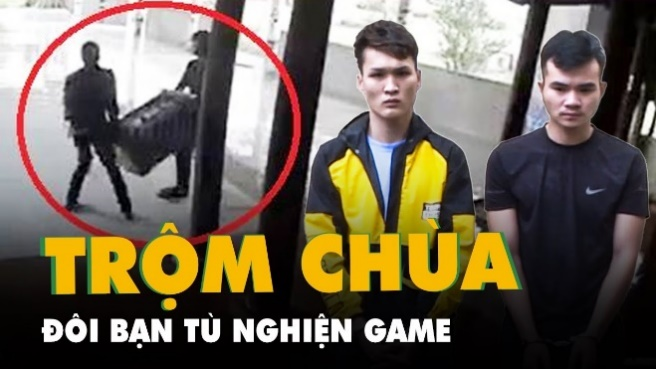 TRỘM CHÙA
ĐÔI BẠN TÙ NGHIỆN GAME